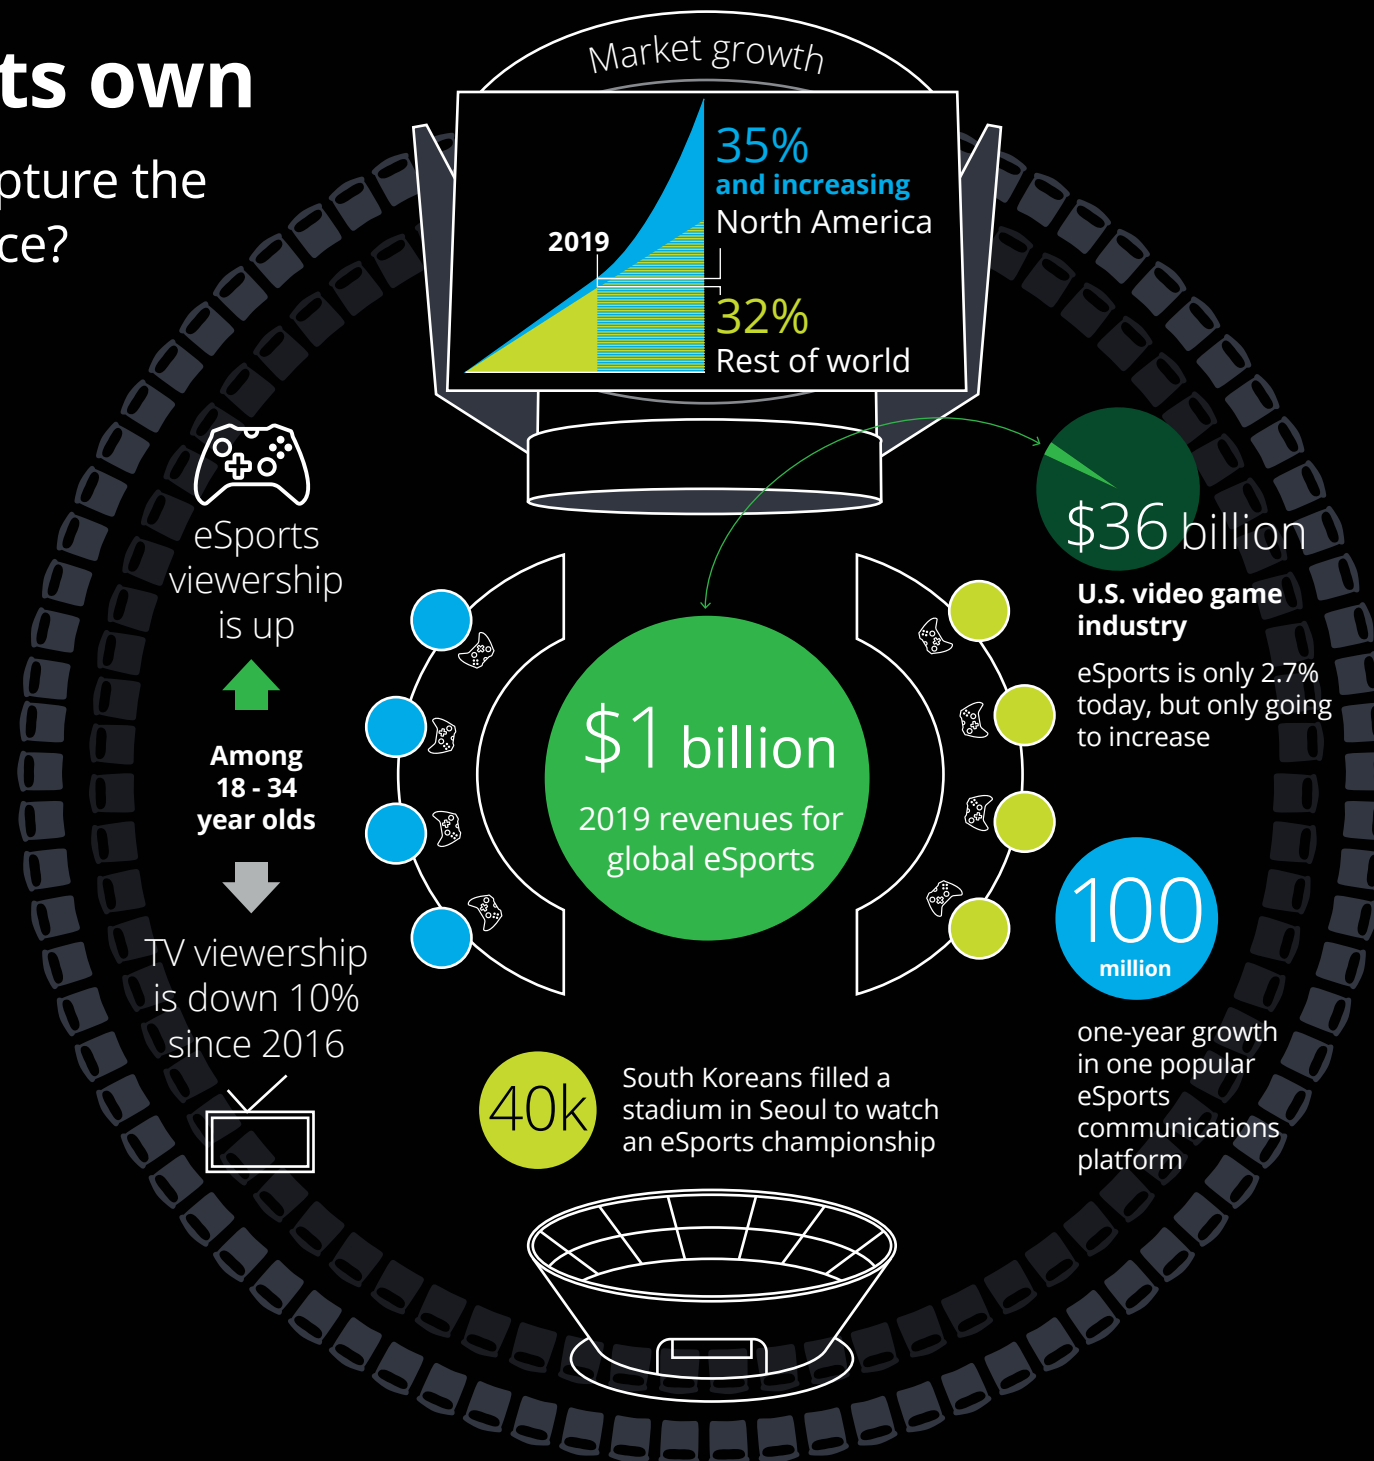 ts own
pture the
ce?
Market growth
35%
and increasing
North America
2019
32%
Rest of world
eSports
viewership
is up
Among
18 - 34
year olds
TV viewership
is down 10%
since 2016
$1 billion
2019 revenues for
global eSports
$36 billion
U.S. video game
industry
eSports is only 2.7%
today, but only going
to increase
100
million
one-year growth
in one popular
eSports
communications
platform
40k
South Koreans filled a
stadium in Seoul to watch
an eSports championship